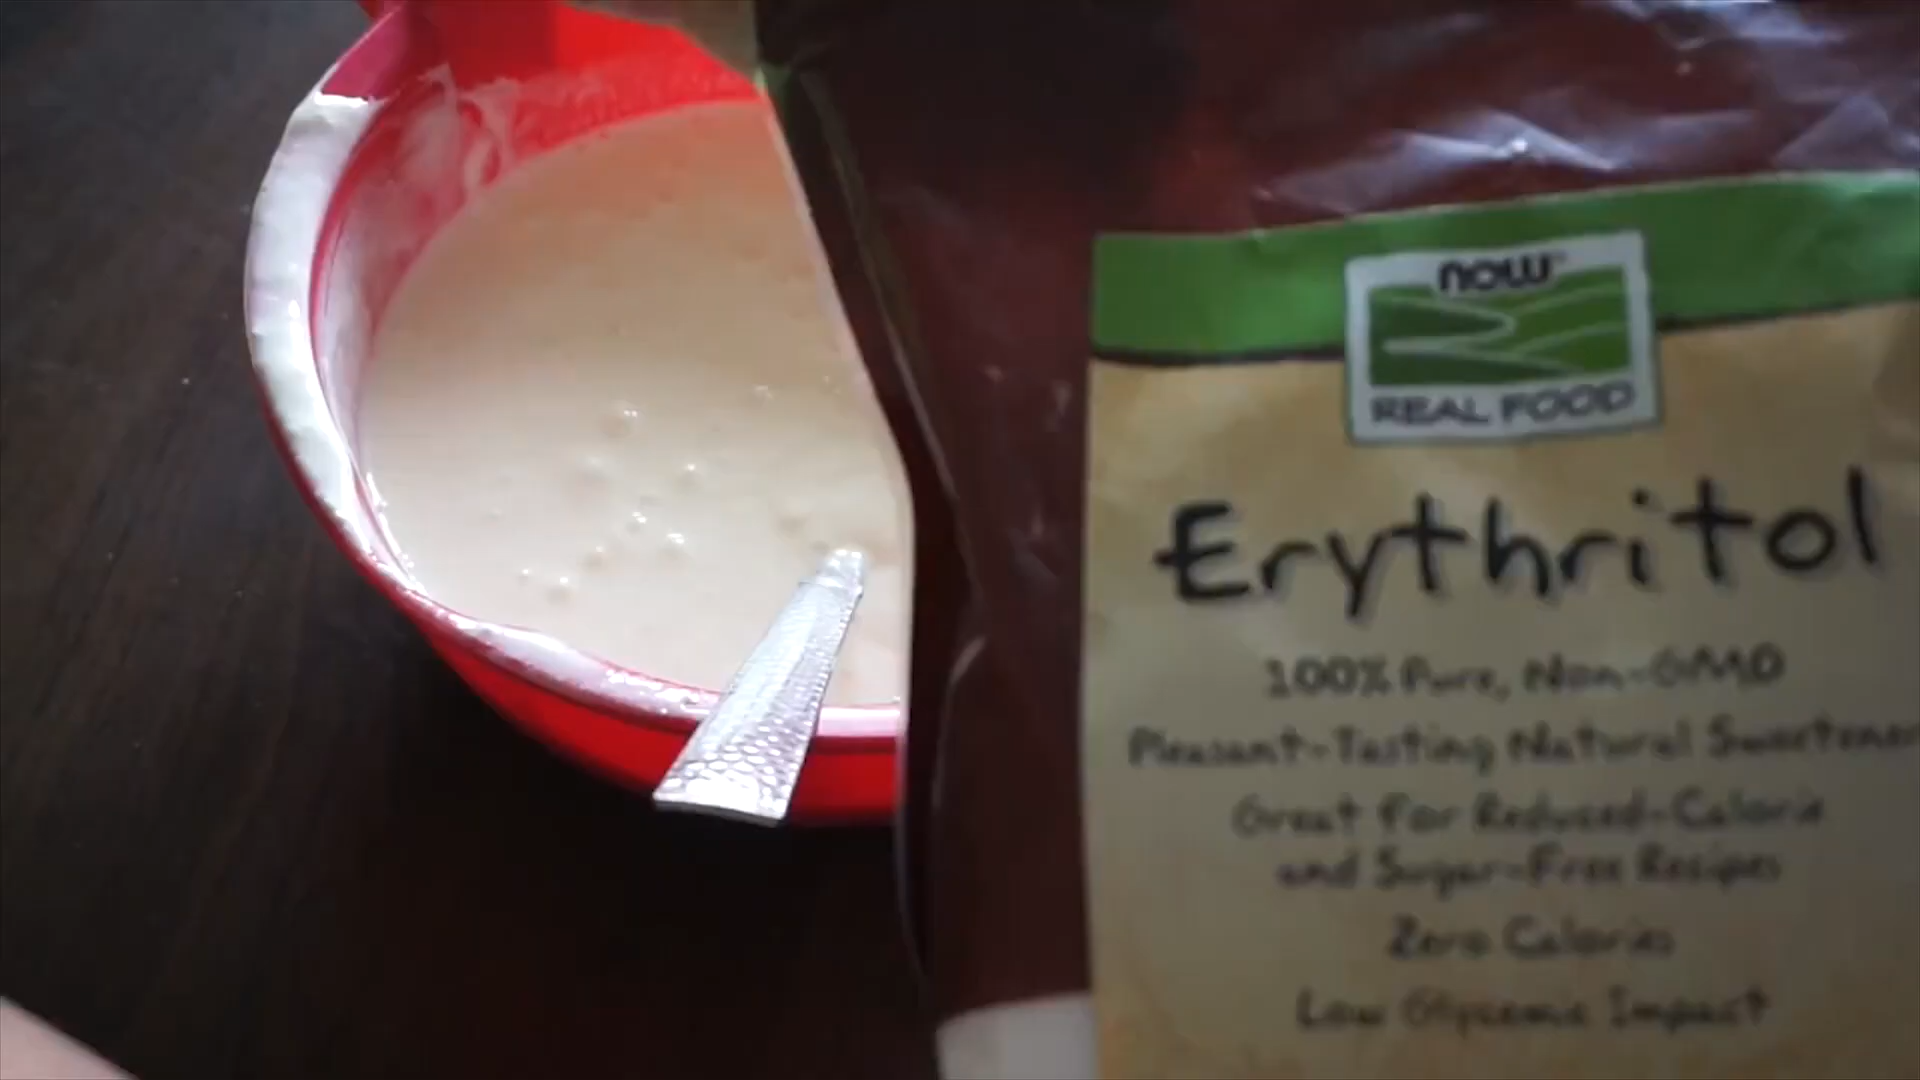 now
REAL FOOD
Erythritol
100% Pure, Non-GMO
Pleasant-Tasting Natural Sweetener
Great for Reduced-Calorie
and Sugar-Free Recipes
Zero Calories
Low Glycemic Impact